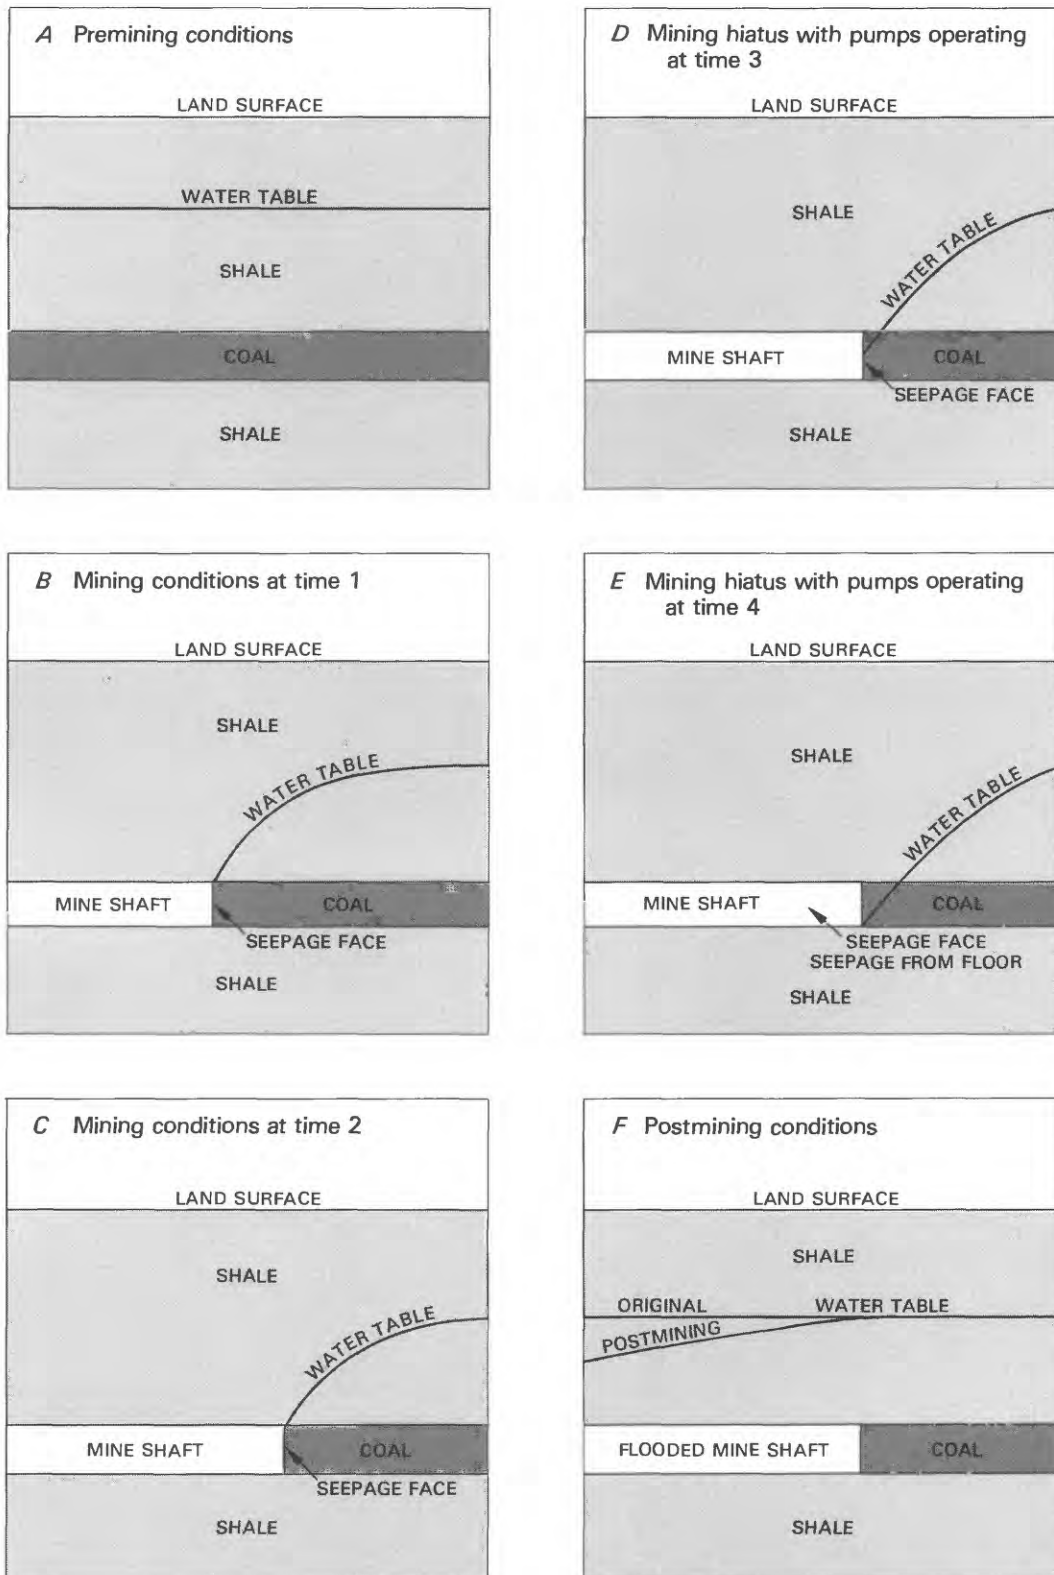 A Premining conditions
LAND SURFACE
WATER TABLE
SHALE
COAL
SHALE
B Mining conditions at time 1
LAND SURFACE
SHALE
WATER TABLE
MINE SHAFT
COAL
SEEPAGE FACE
SHALE
C Mining conditions at time 2
LAND SURFACE
SHALE
WATER TABLE
MINE SHAFT
COAL
SEEPAGE FACE
SHALE
D Mining hiatus with pumps operating
at time 3
LAND SURFACE
SHALE
WATER TABLE
MINE SHAFT
COAL
SEEPAGE FACE
SHALE
E Mining hiatus with pumps operating
at time 4
LAND SURFACE
SHALE
WATER TABLE
MINE SHAFT
COAL
SEEPAGE FACE
SEEPAGE FROM FLOOR
SHALE
F Postmining conditions
LAND SURFACE
SHALE
ORIGINAL WATER TABLE
POSTMINING
FLOODED MINE SHAFT
COAL
SHALE